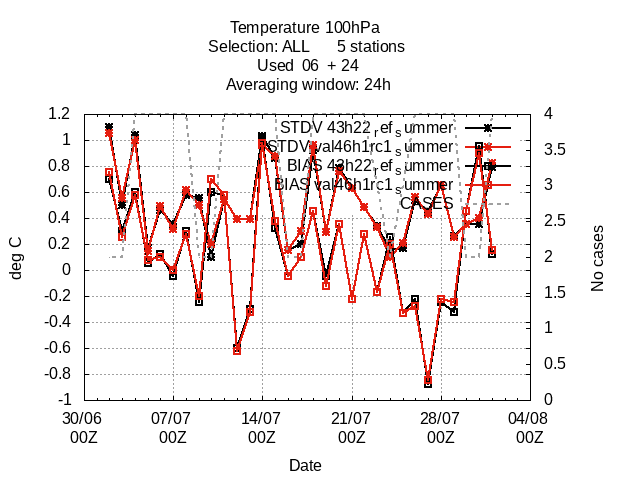 Temperature 100hPa
Selection: ALL 5 stations
Used 06 + 24
Averaging window: 24h
STDV 43h22_ref_summer
STDV val46h1rc1_summer
BIAS 43h22_ref_summer
BIAS val46h1rc1_summer
CASES
1.2
1
0.8
0.6
0.4
0.2
0
-0.2
-0.4
-0.6
-0.8
-1
deg C
4
3.5
3
2.5
2
1.5
1
0.5
0
No cases
30/06 07/07 14/07 21/07 28/07 04/08
00Z 00Z 00Z 00Z 00Z 00Z
Date